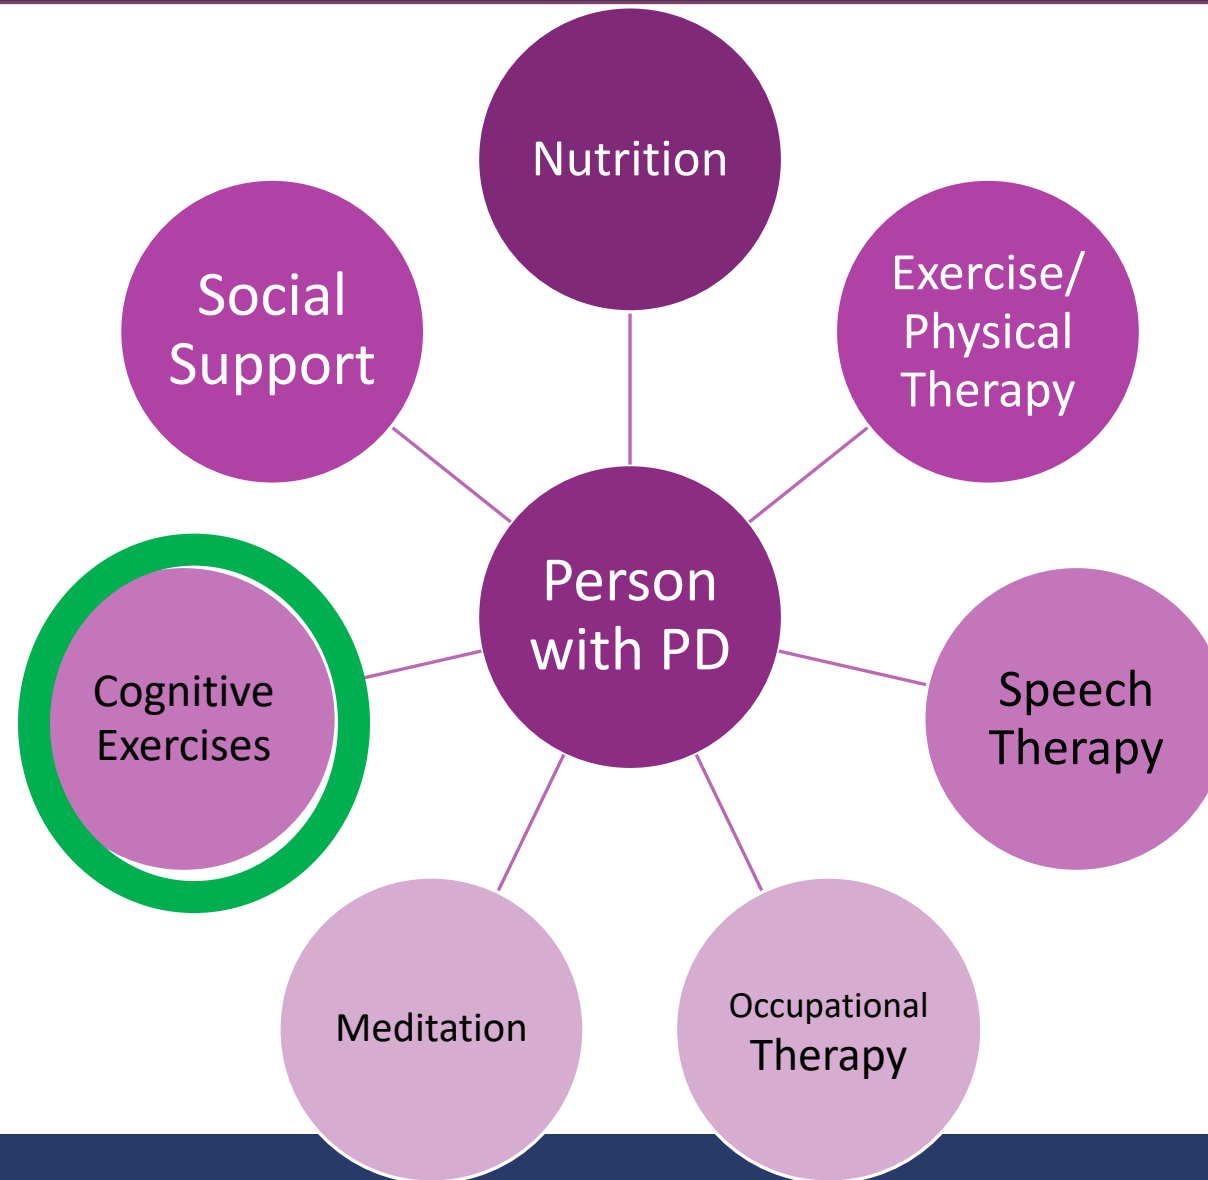 Nutrition
Exercise/
Physical
Therapy
Social
Support
Person
with PD
Cognitive
Exercises
Speech
Therapy
Meditation
Occupational
Therapy